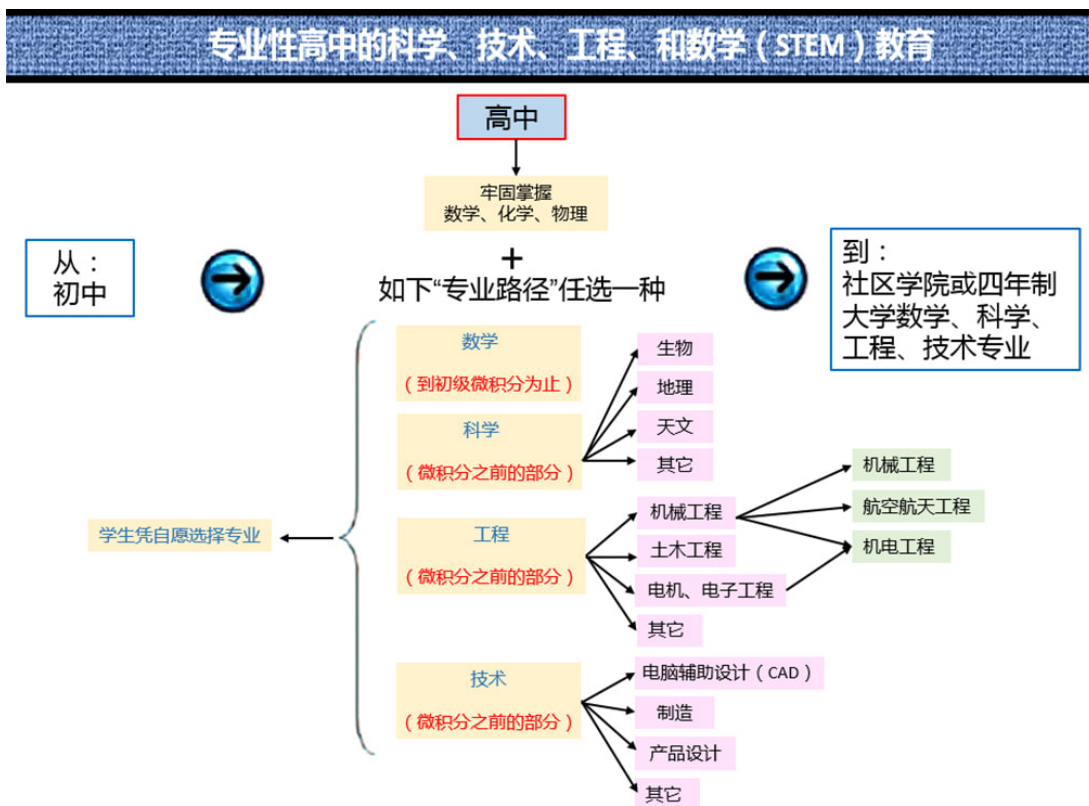 专业性高中的科学、技术、工程、和数学（STEM）教育
高中
牢固掌握
数学、化学、物理
+
如下“专业路径”任选一种
从：
初中
到：
社区学院或四年制
大学数学、科学、
工程、技术专业
学生凭自愿选择专业
数学
（到初级微积分为止）
科学
（微积分之前的部分）
生物
地理
天文
其它
工程
（微积分之前的部分）
机械工程
土木工程
电机、电子工程
其它
机械工程
航空航天工程
机电工程
技术
（微积分之前的部分）
电脑辅助设计（CAD）
制造
产品设计
其它